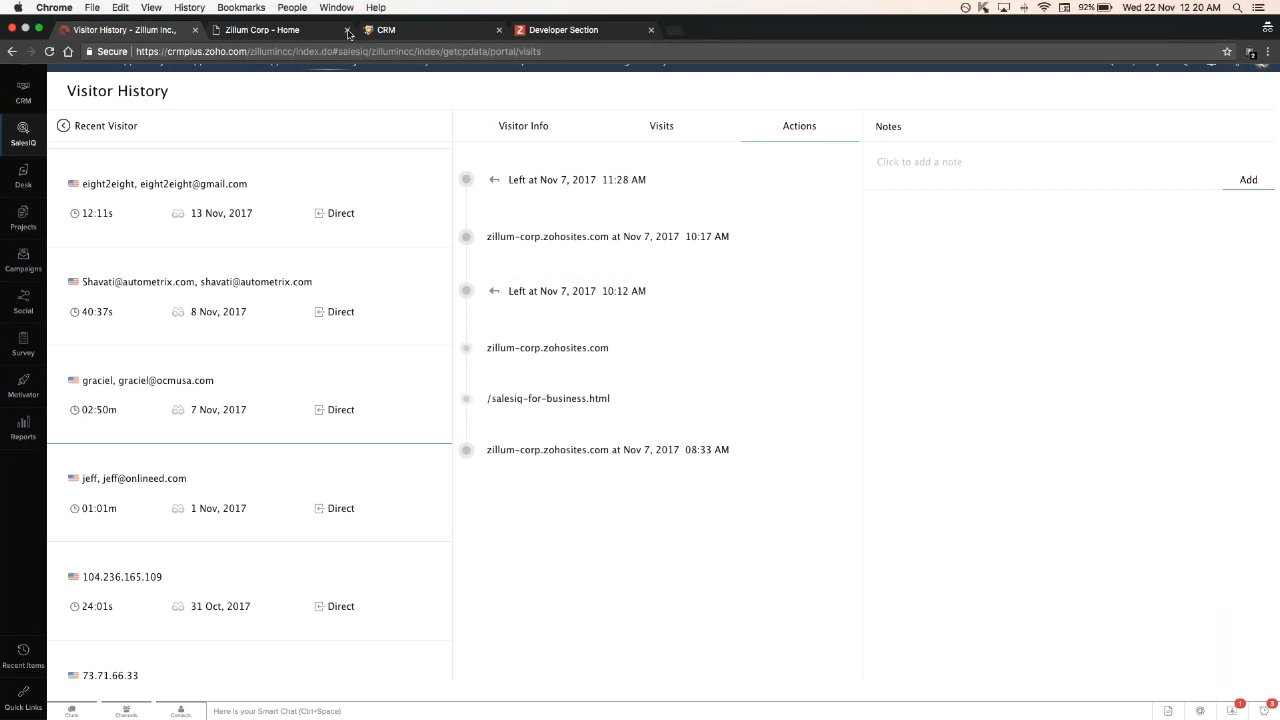 Chrome File Edit View History Bookmarks People Window Help 92% Wed 22 Nov 12:20 AM
Visitor History - Zillum Inc., Zillum Corp - Home CRM Developer Section
Secure https://crmplus.zoho.com/zillumincc/index.do#salesiq/zillumincc/index/getcpdata/portal/visits
Visitor History
Recent Visitor
Visitor Info Visits Actions
Notes
Click to add a note
Add
CRM
SalesIQ
Desk
Projects
Campaigns
Social
Survey
Motivator
Reports
Recent Items
Quick Links
eight2eight, eight2eight@gmail.com
12:11s 13 Nov, 2017 Direct
Shavati@autometrix.com, shavati@autometrix.com
40:37s 8 Nov, 2017 Direct
graciel, graciel@ocmusa.com
02:50m 7 Nov, 2017 Direct
jeff, jeff@onlineed.com
01:01m 1 Nov, 2017 Direct
104.236.165.109
24:01s 31 Oct, 2017 Direct
73.71.66.33
Left at Nov 7, 2017 11:28 AM
zillum-corp.zohosites.com at Nov 7, 2017 10:17 AM
Left at Nov 7, 2017 10:12 AM
zillum-corp.zohosites.com
/salesiq-for-business.html
zillum-corp.zohosites.com at Nov 7, 2017 08:33 AM
Chats Channels Contacts Here is your Smart Chat (Ctrl+Space) 1 3